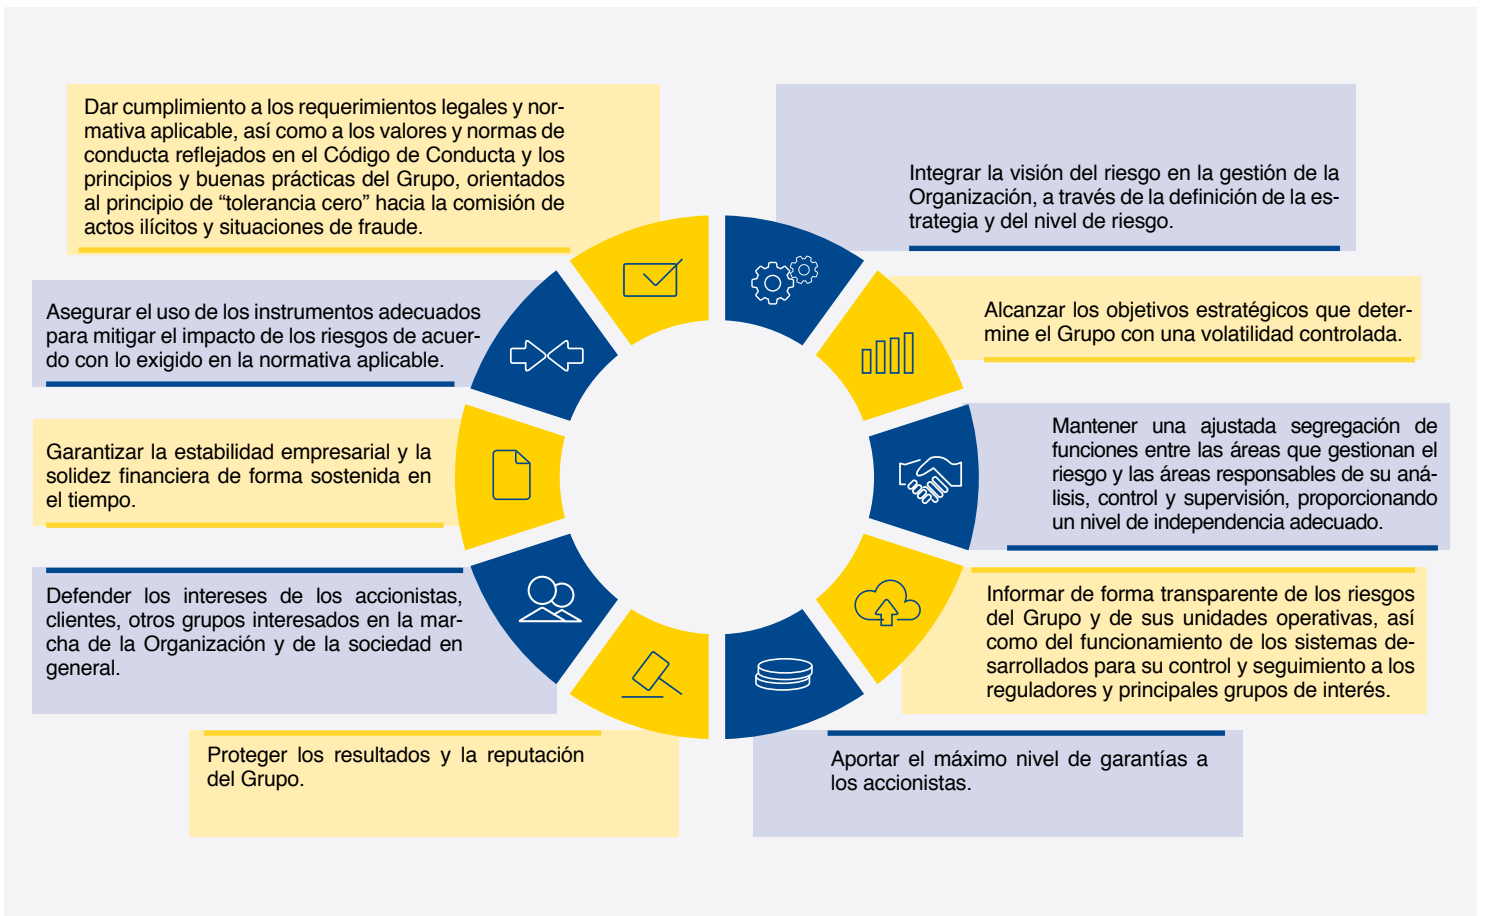 Dar cumplimiento a los requerimientos legales y nor-
mativa aplicable, así como a los valores y normas de
conducta reflejados en el Código de Conducta y los
principios y buenas prácticas del Grupo, orientados
al principio de “tolerancia cero” hacia la comisión de
actos ilícitos y situaciones de fraude.
Asegurar el uso de los instrumentos adecuados
para mitigar el impacto de los riesgos de acuer-
do con lo exigido en la normativa aplicable.
Garantizar la estabilidad empresarial y la
solidez financiera de forma sostenida en
el tiempo.
Defender los intereses de los accionistas,
clientes, otros grupos interesados en la mar-
cha de la Organización y de la sociedad en
general.
Proteger los resultados y la reputación
del Grupo.
Integrar la visión del riesgo en la gestión de la
Organización, a través de la definición de la es-
trategia y del nivel de riesgo.
Alcanzar los objetivos estratégicos que deter-
mine el Grupo con una volatilidad controlada.
Mantener una ajustada segregación de
funciones entre las áreas que gestionan el
riesgo y las áreas responsables de su aná-
lisis, control y supervisión, proporcionando
un nivel de independencia adecuado.
Informar de forma transparente de los riesgos
del Grupo y de sus unidades operativas, así
como del funcionamiento de los sistemas de-
sarrollados para su control y seguimiento a los
reguladores y principales grupos de interés.
Aportar el máximo nivel de garantías a
los accionistas.